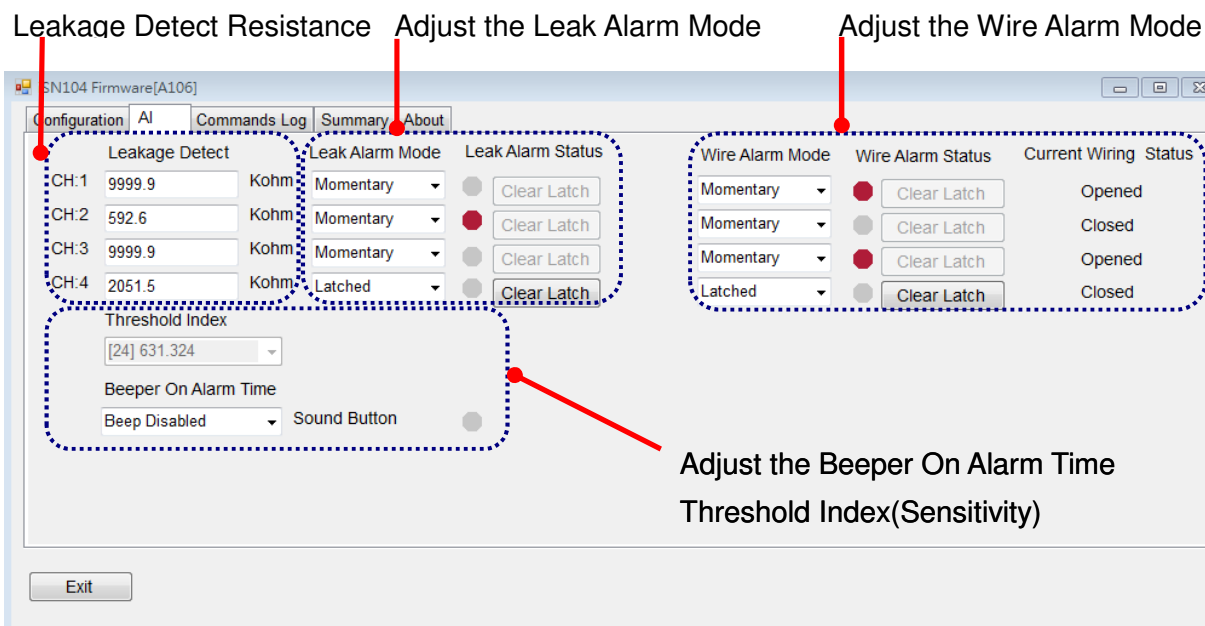 Leakage Detect Resistance Adjust the Leak Alarm Mode Adjust the Wire Alarm Mode
SN104 Firmware[A106]
Configuration AI Commands Log Summary About
Leakage Detect Leak Alarm Mode Leak Alarm Status Wire Alarm Mode Wire Alarm Status Current Wiring Status
CH:1 9999.9 Kohm Momentary Clear Latch Momentary Clear Latch Opened
CH:2 592.6 Kohm Momentary Clear Latch Momentary Clear Latch Closed
CH:3 9999.9 Kohm Momentary Clear Latch Momentary Clear Latch Opened
CH:4 2051.5 Kohm Latched Clear Latch Latched Clear Latch Closed
Threshold Index
[24] 631.324
Beeper On Alarm Time
Beep Disabled Sound Button
Adjust the Beeper On Alarm Time
Threshold Index(Sensitivity)
Exit